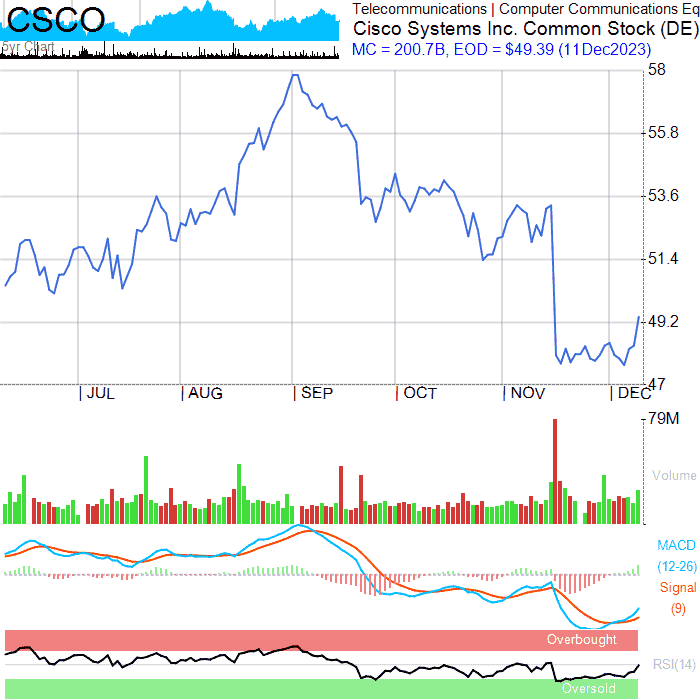 CSCO
5yr Chart
Telecommunications | Computer Communications Eq
Cisco Systems Inc. Common Stock (DE)
MC = 200.7B, EOD = $49.39 (11Dec2023)
58
55.8
53.6
51.4
49.2
47
| JUL | AUG | SEP | OCT | NOV | DEC
79M
Volume
MACD
(12-26)
Signal
(9)
Overbought
RSI(14)
Oversold